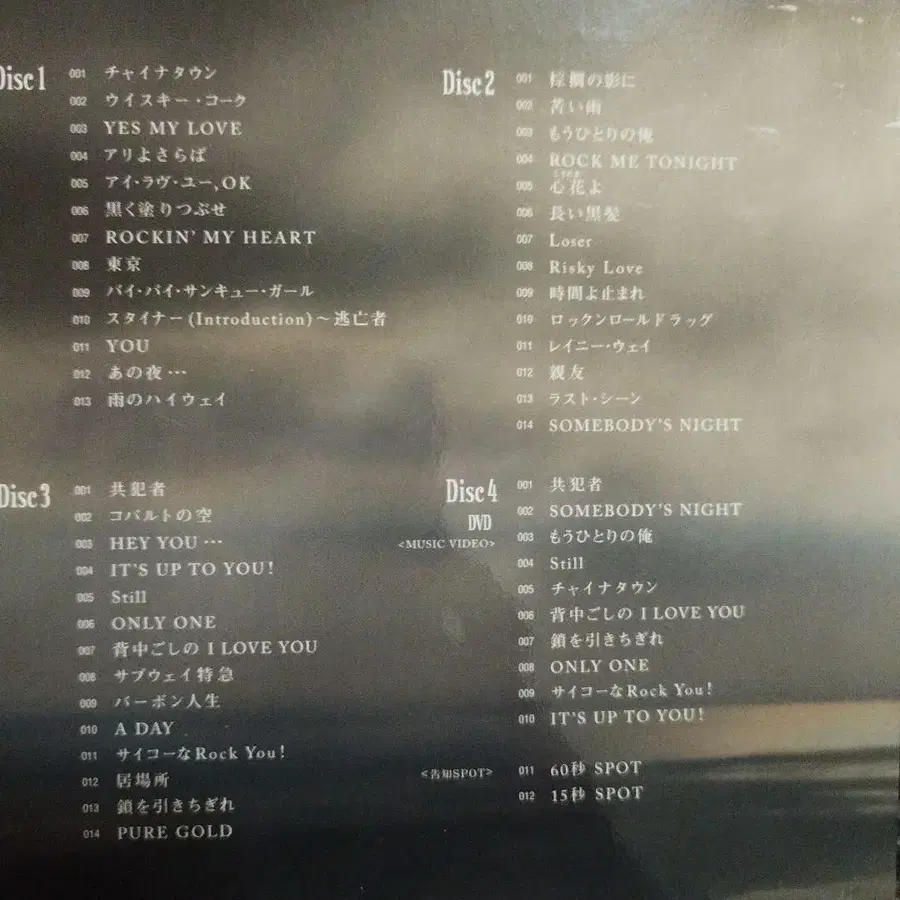 Disc1
001 チャイナタウン
002 ウイスキー・コーク
003 YES MY LOVE
004 アリよさらば
005 アイ・ラヴ・ユー、OK
006 黒く塗りつぶせ
007 ROCKIN' MY HEART
008 東京
009 バイ・バイ・サンキュー・ガール
010 スタイナー(Introduction)～逃亡者
011 YOU
012 あの夜…
013 雨のハイウェイ
Disc2
001 棕櫚の影に
002 苦い雨
003 もうひとりの俺
004 ROCK ME TONIGHT
005 心花よ
006 長い黒髪
007 Loser
008 Risky Love
009 時間よ止まれ
010 ロックンロールドラッグ
011 レイニー・ウェイ
012 親友
013 ラスト・シーン
014 SOMEBODY'S NIGHT
Disc3
001 共犯者
002 コバルトの空
003 HEY YOU…
004 IT'S UP TO YOU!
005 Still
006 ONLY ONE
007 背中ごしの I LOVE YOU
008 サブウェイ特急
009 バーボン人生
010 A DAY
011 サイコーなRock You!
012 居場所
013 鎖を引きちぎれ
014 PURE GOLD
Disc4
DVD
<MUSIC VIDEO>
001 共犯者
002 SOMEBODY'S NIGHT
003 もうひとりの俺
004 Still
005 チャイナタウン
006 背中ごしの I LOVE YOU
007 鎖を引きちぎれ
008 ONLY ONE
009 サイコーなRock You!
010 IT'S UP TO YOU!
<告知SPOT>
011 60秒 SPOT
012 15秒 SPOT